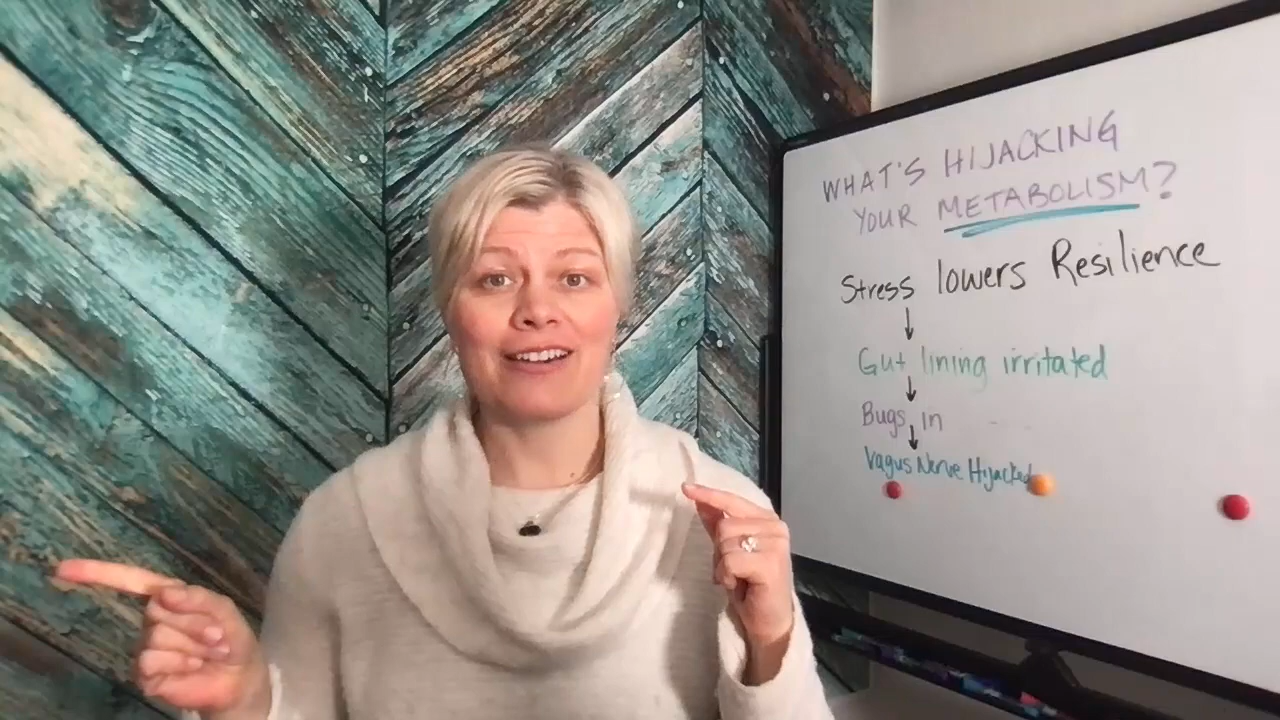 WHAT'S HIJACKING
YOUR METABOLISM?
Stress lowers Resilience
Gut lining irritated
Bugs in
Vagus Nerve Hijacked